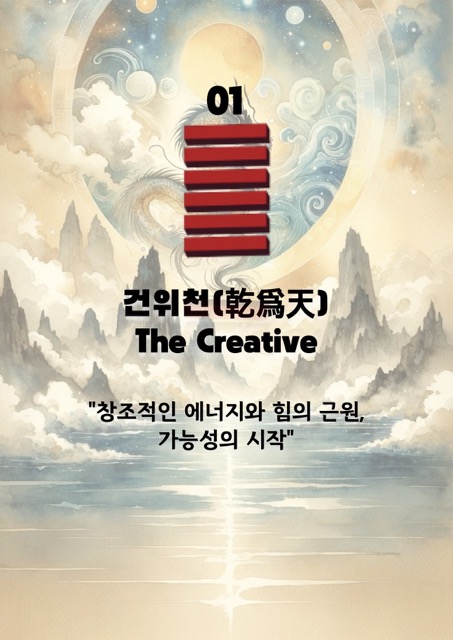 01
건위천(乾爲天)
The Creative
"창조적인 에너지와 힘의 근원,
가능성의 시작"